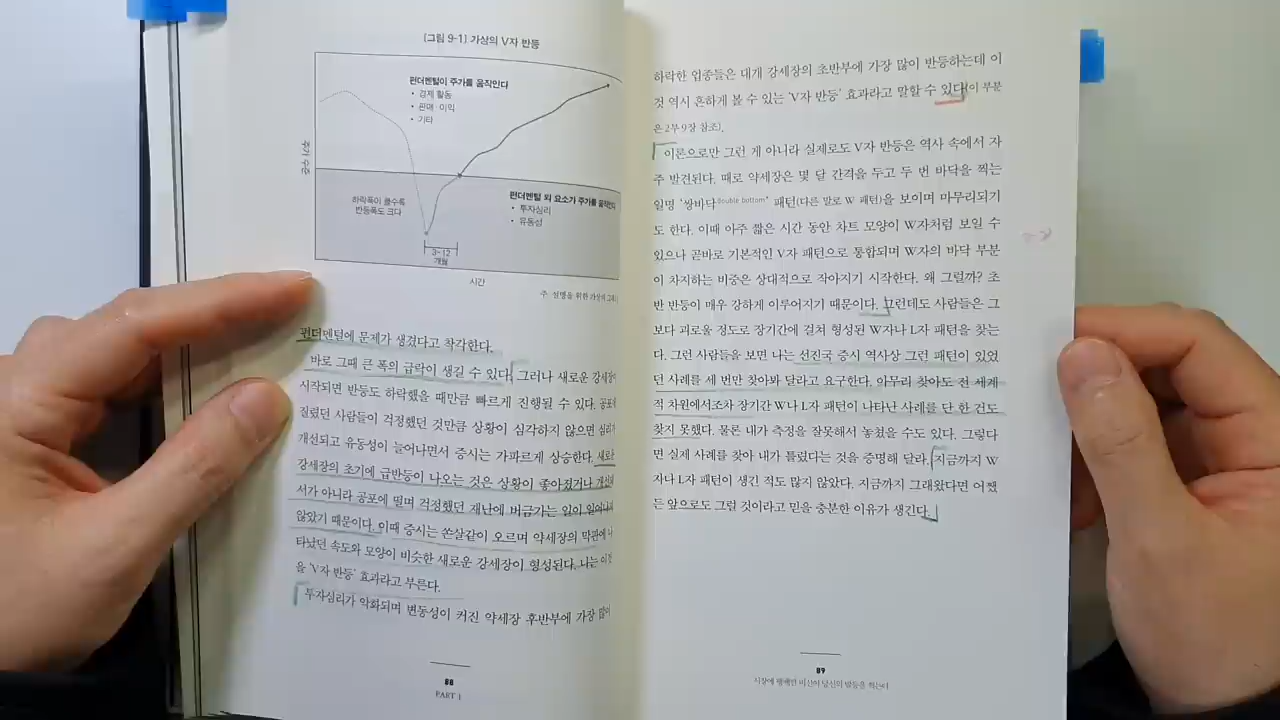 [그림 9-1] 가상의 V자 반등
펀더멘털이 주가를 움직인다
• 경제 활동
• 판매·이익
• 기타
주가 수준
하락폭이 클수록
반등폭도 크다
펀더멘털 외 요소가 주가를 움직인다
• 투자심리
• 유동성
3~12
개월
시간
주: 설명을 위한 가상의 그래프
펀더멘털에 문제가 생겼다고 착각한다.
바로 그때 큰 폭의 급락이 생길 수 있다. 그러나 새로운 강세장이
시작되면 반등도 하락했을 때만큼 빠르게 진행될 수 있다. 공포에
질렸던 사람들이 걱정했던 것만큼 상황이 심각하지 않으면 심리가
개선되고 유동성이 늘어나면서 증시는 가파르게 상승한다. 새로운
강세장의 초기에 급반등이 나오는 것은 상황이 좋아졌거나 개선돼
서가 아니라 공포에 떨며 걱정했던 재난에 버금가는 일이 일어나지
않았기 때문이다. 이때 증시는 쏜살같이 오르며 약세장의 막판에 나
타났던 속도와 모양이 비슷한 새로운 강세장이 형성된다. 나는 이것
을 'V자 반등' 효과라고 부른다.
투자심리가 악화되며 변동성이 커진 약세장 후반부에 가장 많이
88
PART 1
하락한 업종들은 대개 강세장의 초반부에 가장 많이 반등하는데 이
것 역시 흔하게 볼 수 있는 'V자 반등' 효과라고 말할 수 있다(이 부분
은 2부 9장 참조).
이론으로만 그런 게 아니라 실제로도 V자 반등은 역사 속에서 자
주 발견된다. 때로 약세장은 몇 달 간격을 두고 두 번 바닥을 찍는
일명 '쌍바닥double bottom' 패턴(다른 말로 W 패턴)을 보이며 마무리되기
도 한다. 이때 아주 짧은 시간 동안 차트 모양이 W자처럼 보일 수
있으나 곧바로 기본적인 V자 패턴으로 통합되며 W자의 바닥 부분
이 차지하는 비중은 상대적으로 작아지기 시작한다. 왜 그럴까? 초
반 반등이 매우 강하게 이루어지기 때문이다. 그런데도 사람들은 그
보다 괴로울 정도로 장기간에 걸쳐 형성된 W자나 L자 패턴을 찾는
다. 그런 사람들을 보면 나는 선진국 증시 역사상 그런 패턴이 있었
던 사례를 세 번만 찾아봐 달라고 요구한다. 아무리 찾아도 전 세계
적 차원에서조차 장기간 W나 L자 패턴이 나타난 사례를 단 한 건도
찾지 못했다. 물론 내가 측정을 잘못해서 놓쳤을 수도 있다. 그렇다
면 실제 사례를 찾아 내가 틀렸다는 것을 증명해 달라. 지금까지 W
자나 L자 패턴이 생긴 적도 많지 않았다. 지금까지 그래왔다면 어쨌
든 앞으로도 그럴 것이라고 믿을 충분한 이유가 생긴다.
89